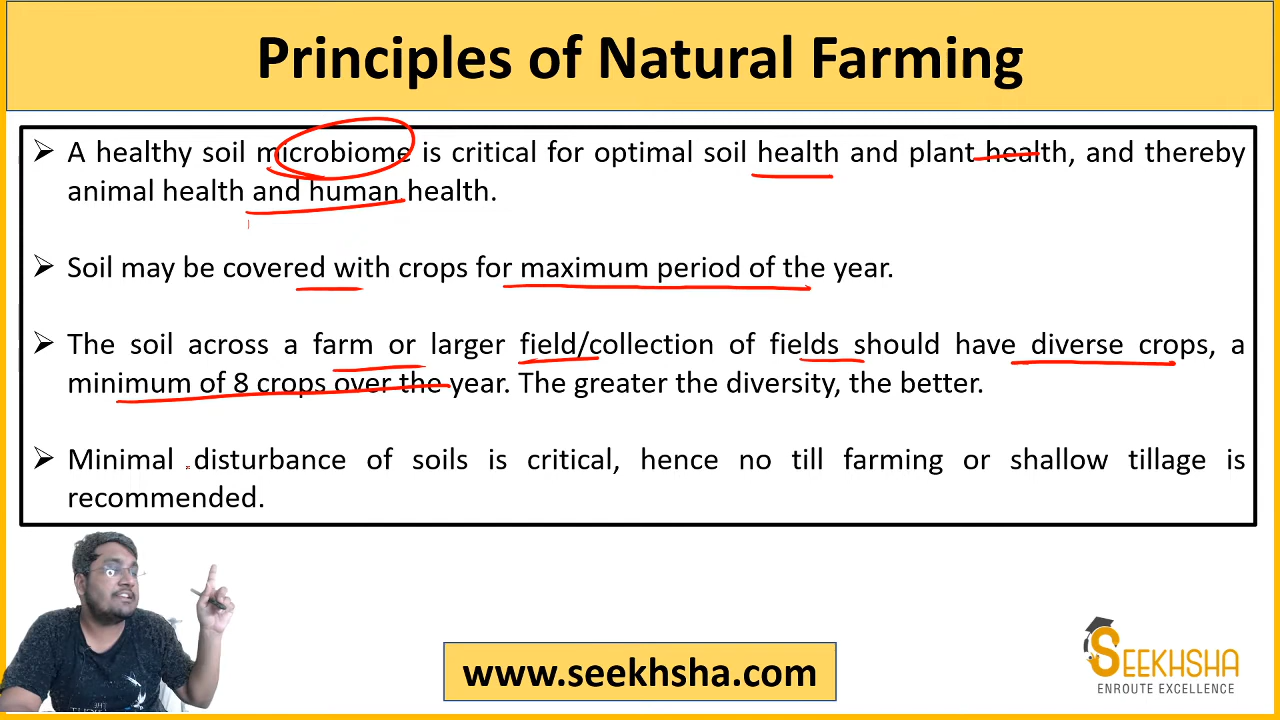 Principles of Natural Farming
➢ A healthy soil microbiome is critical for optimal soil health and plant health, and thereby
animal health and human health.
➢ Soil may be covered with crops for maximum period of the year.
➢ The soil across a farm or larger field/collection of fields should have diverse crops, a
minimum of 8 crops over the year. The greater the diversity, the better.
➢ Minimal disturbance of soils is critical, hence no till farming or shallow tillage is
recommended.
www.seekhsha.com
SEEKHSHA
ENROUTE EXCELLENCE